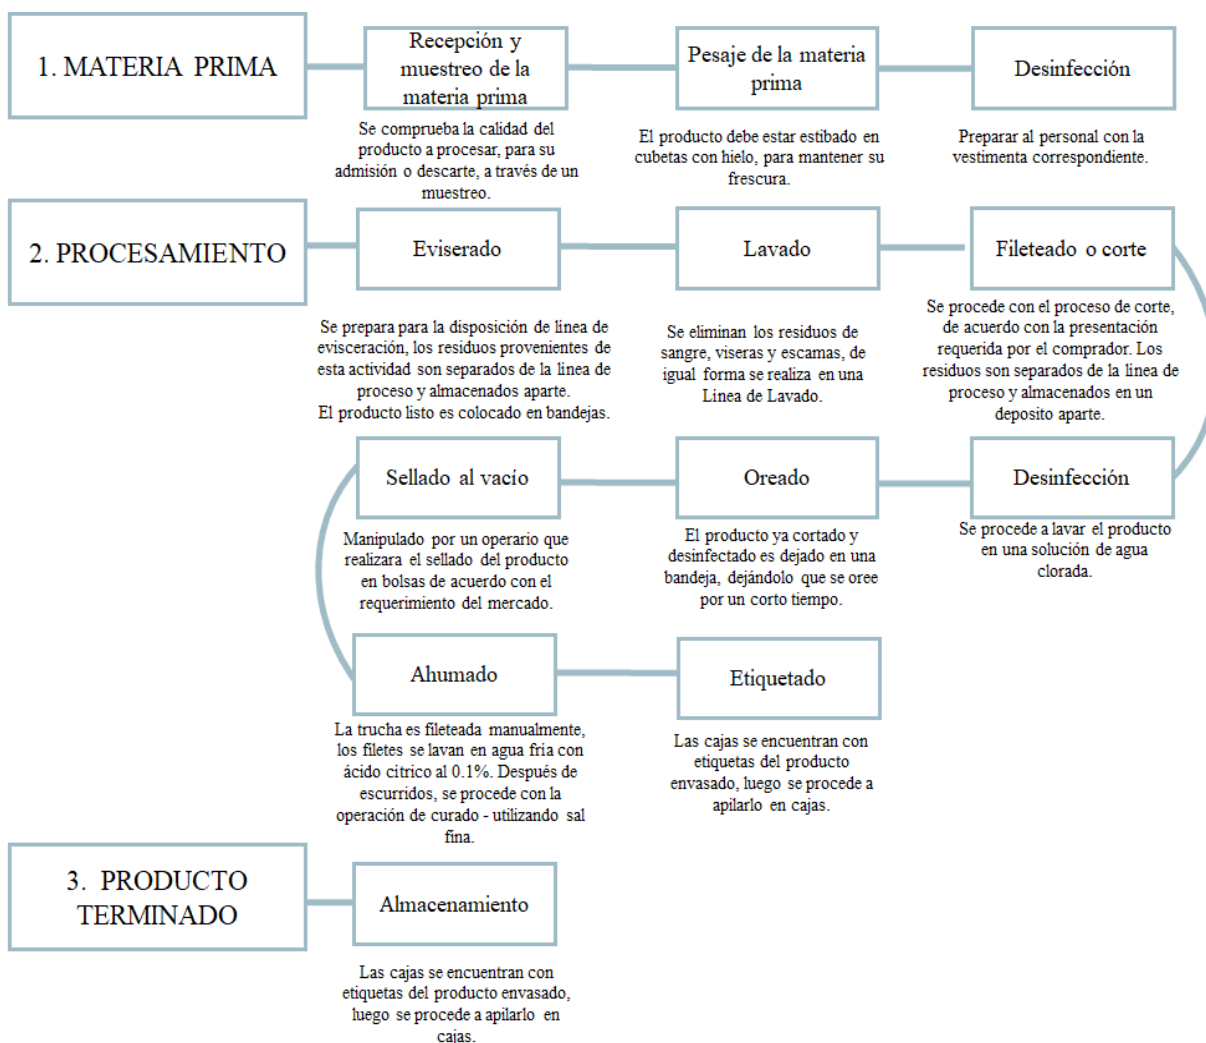 1. MATERIA PRIMA
Recepción y
muestreo de la
materia prima
Pesaje de la materia
prima
Desinfección
Se comprueba la calidad del
producto a procesar, para su
admisión o descarte, a través de un
muestreo.
El producto debe estar estibado en
cubetas con hielo, para mantener su
frescura.
Preparar al personal con la
vestimenta correspondiente.
2. PROCESAMIENTO
Eviserado
Lavado
Fileteado o corte
Se prepara para la disposición de línea de
evisceración, los residuos provenientes de
esta actividad son separados de la línea de
proceso y almacenados aparte.
El producto listo es colocado en bandejas.
Se eliminan los residuos de
sangre, viseras y escamas, de
igual forma se realiza en una
Línea de Lavado.
Se procede con el proceso de corte,
de acuerdo con la presentación
requerida por el comprador. Los
residuos son separados de la línea de
proceso y almacenados en un
deposito aparte.
Sellado al vacío
Oreado
Desinfección
Manipulado por un operario que
realizara el sellado del producto
en bolsas de acuerdo con el
requerimiento del mercado.
El producto ya cortado y
desinfectado es dejado en una
bandeja, dejándolo que se oree
por un corto tiempo.
Se procede a lavar el producto
en una solución de agua
clorada.
Ahumado
Etiquetado
La trucha es fileteada manualmente,
los filetes se lavan en agua fría con
ácido cítrico al 0.1%. Después de
escurridos, se procede con la
operación de curado - utilizando sal
fína.
Las cajas se encuentran con
etiquetas del producto
envasado, luego se procede a
apilarlo en cajas.
3. PRODUCTO
TERMINADO
Almacenamiento
Las cajas se encuentran con
etiquetas del producto envasado,
luego se procede a apilarlo en
cajas.